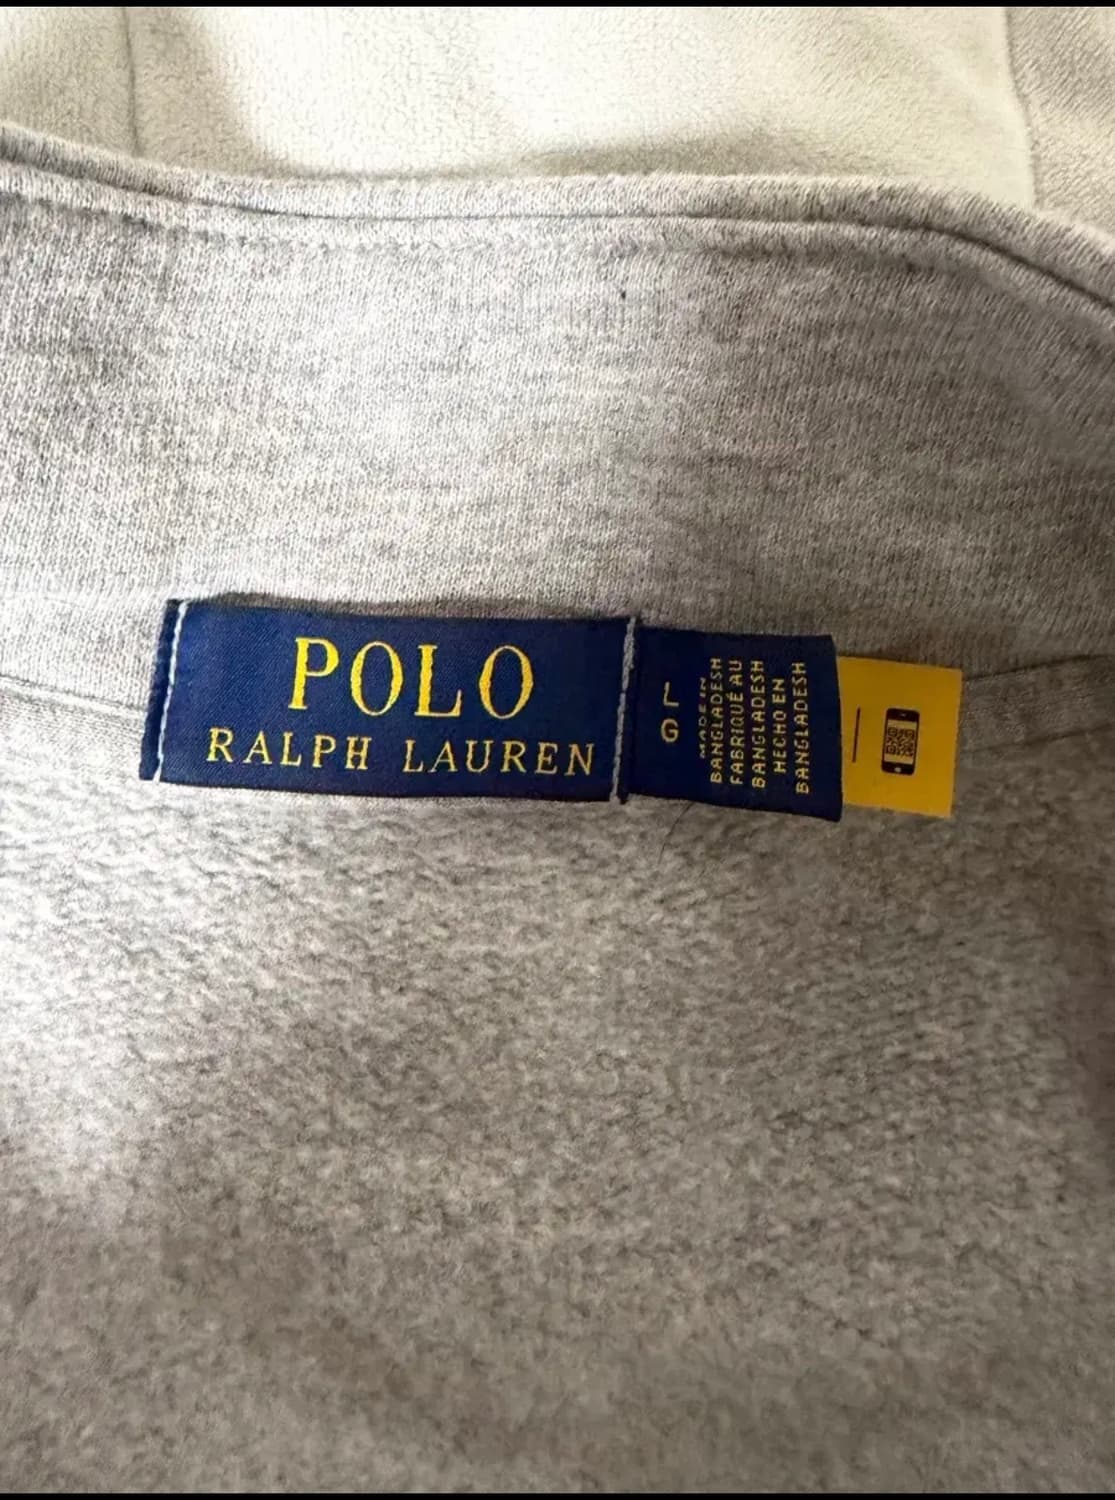 POLO
RALPH LAUREN
L
G
MADE IN
BANGLADESH
FABRIQUÉ AU
BANGLADESH
HECHO EN
BANGLADESH